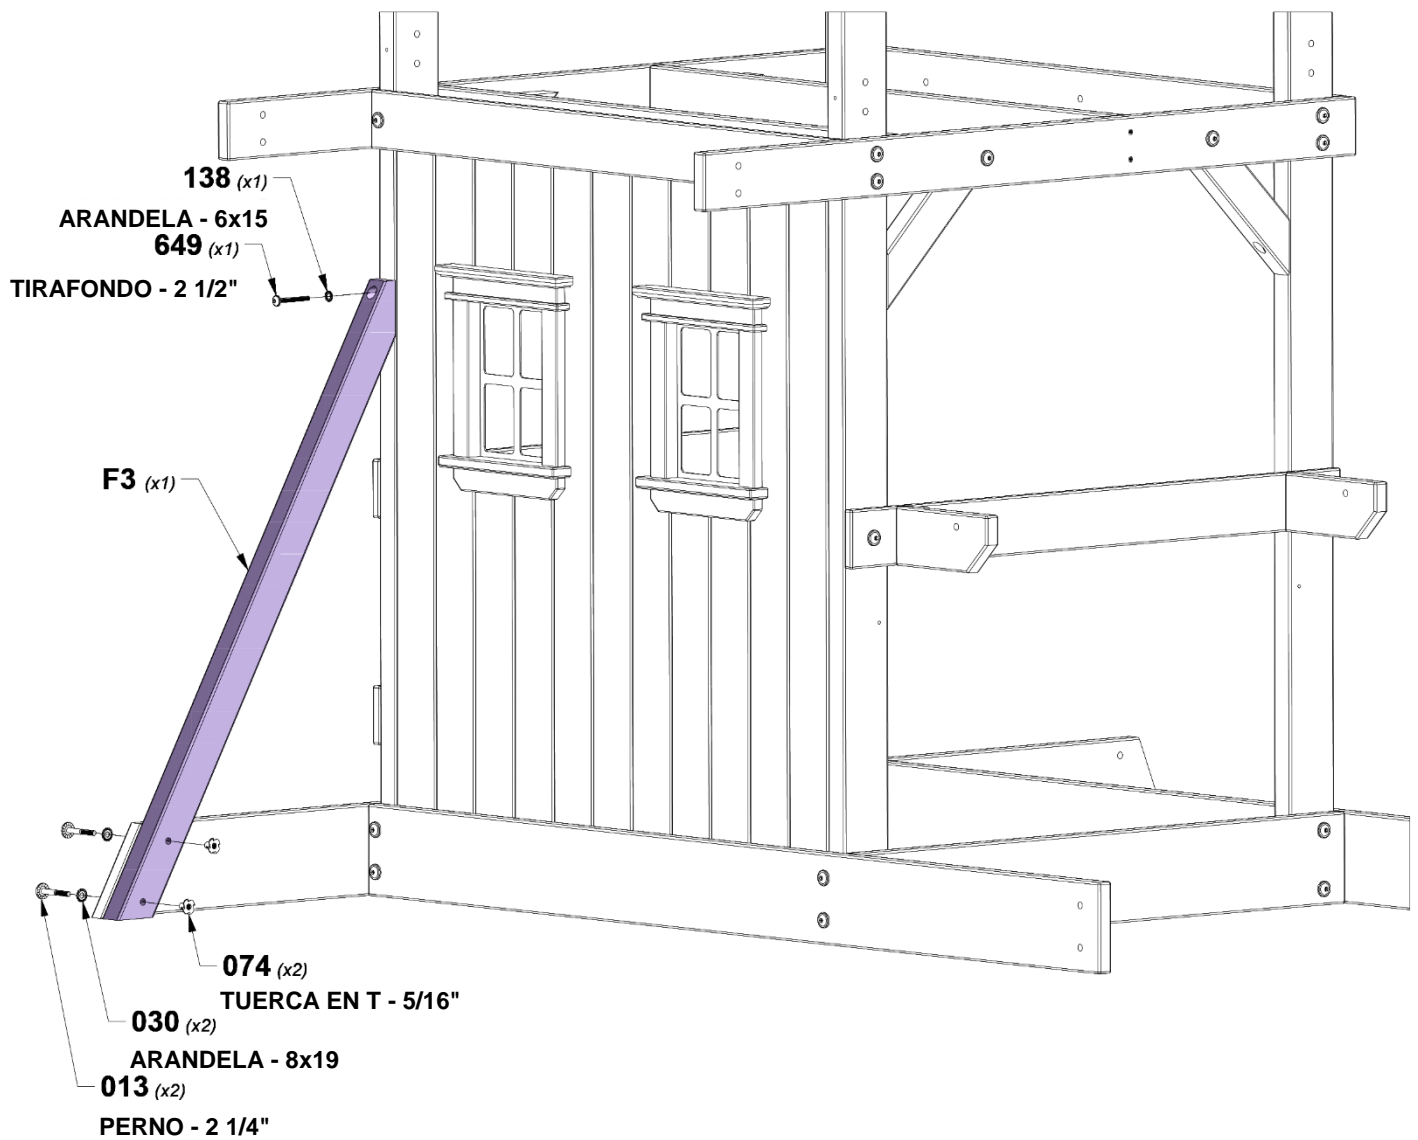 138 (x1)
ARANDELA - 6x15
649 (x1)
TIRAFONDO - 2 1/2"
F3 (x1)
074 (x2)
TUERCA EN T - 5/16"
030 (x2)
ARANDELA - 8x19
013 (x2)
PERNO - 2 1/4"